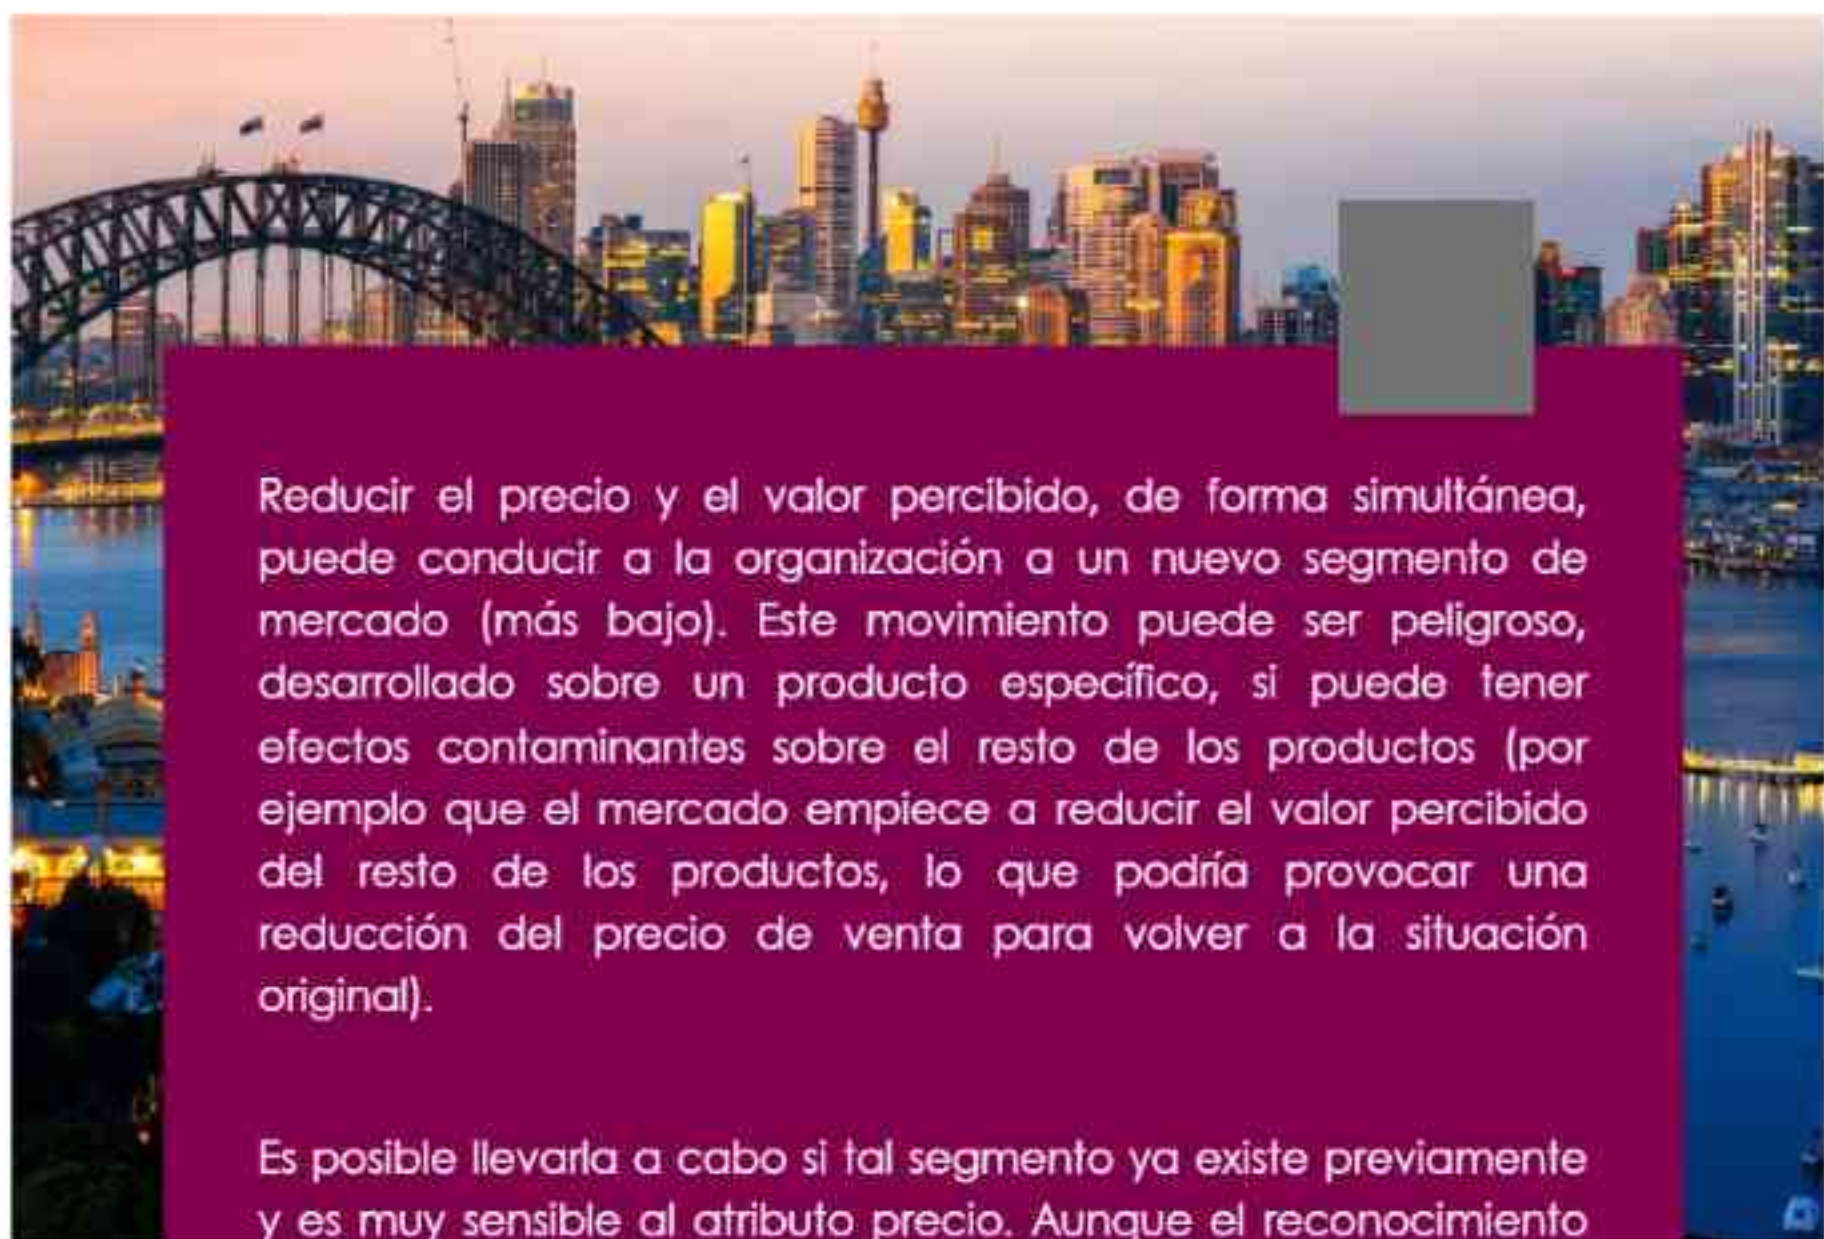 Reducir el precio y el valor percibido, de forma simultánea,
puede conducir a la organización a un nuevo segmento de
mercado (más bajo). Este movimiento puede ser peligroso,
desarrollado sobre un producto específico, si puede tener
efectos contaminantes sobre el resto de los productos (por
ejemplo que el mercado empiece a reducir el valor percibido
del resto de los productos, lo que podría provocar una
reducción del precio de venta para volver a la situación
original).
Es posible llevarla a cabo si tal segmento ya existe previamente
y es muy sensible al atributo precio. Aunque el reconocimiento